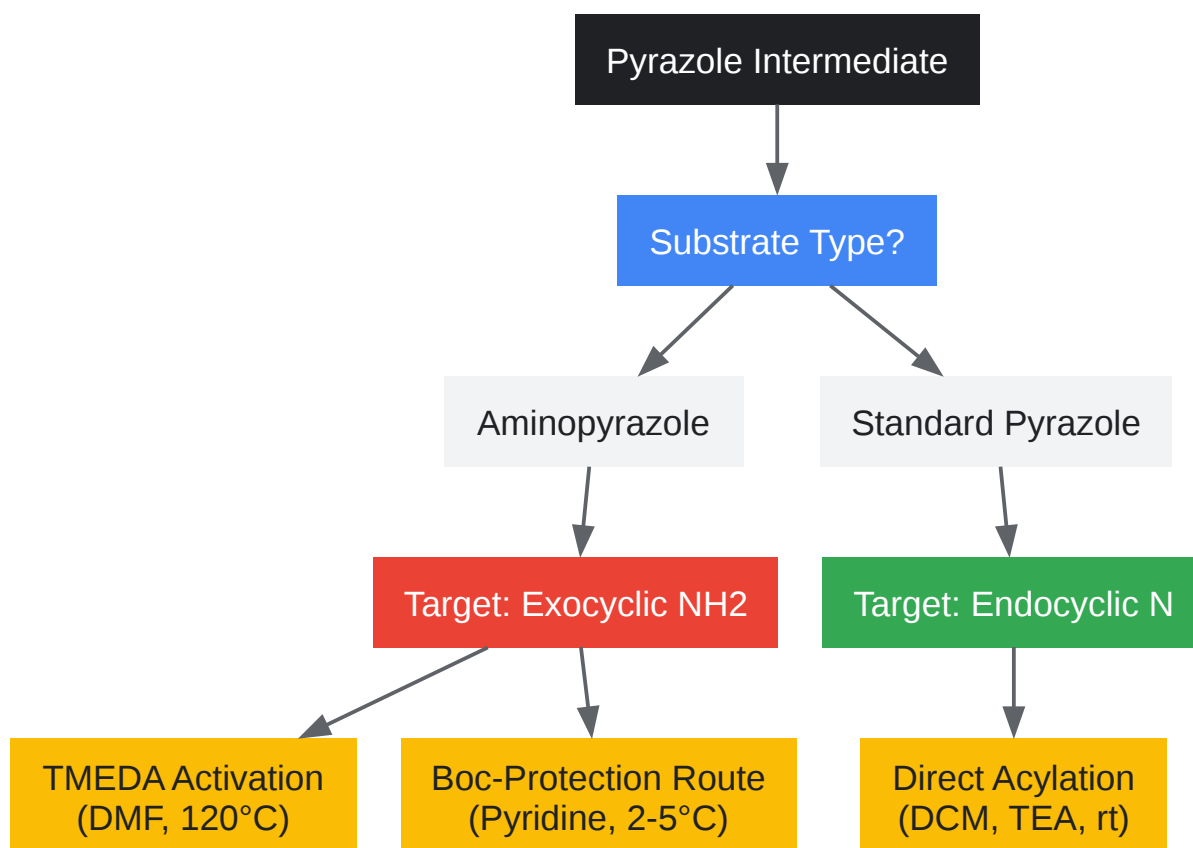 Pyrazole Intermediate
Substrate Type?
Aminopyrazole
Standard Pyrazole
Target: Exocyclic NH2
Target: Endocyclic N
TMEDA Activation
(DMF, 120°C)
Boc-Protection Route
(Pyridine, 2-5°C)
Direct Acylation
(DCM, TEA, rt)